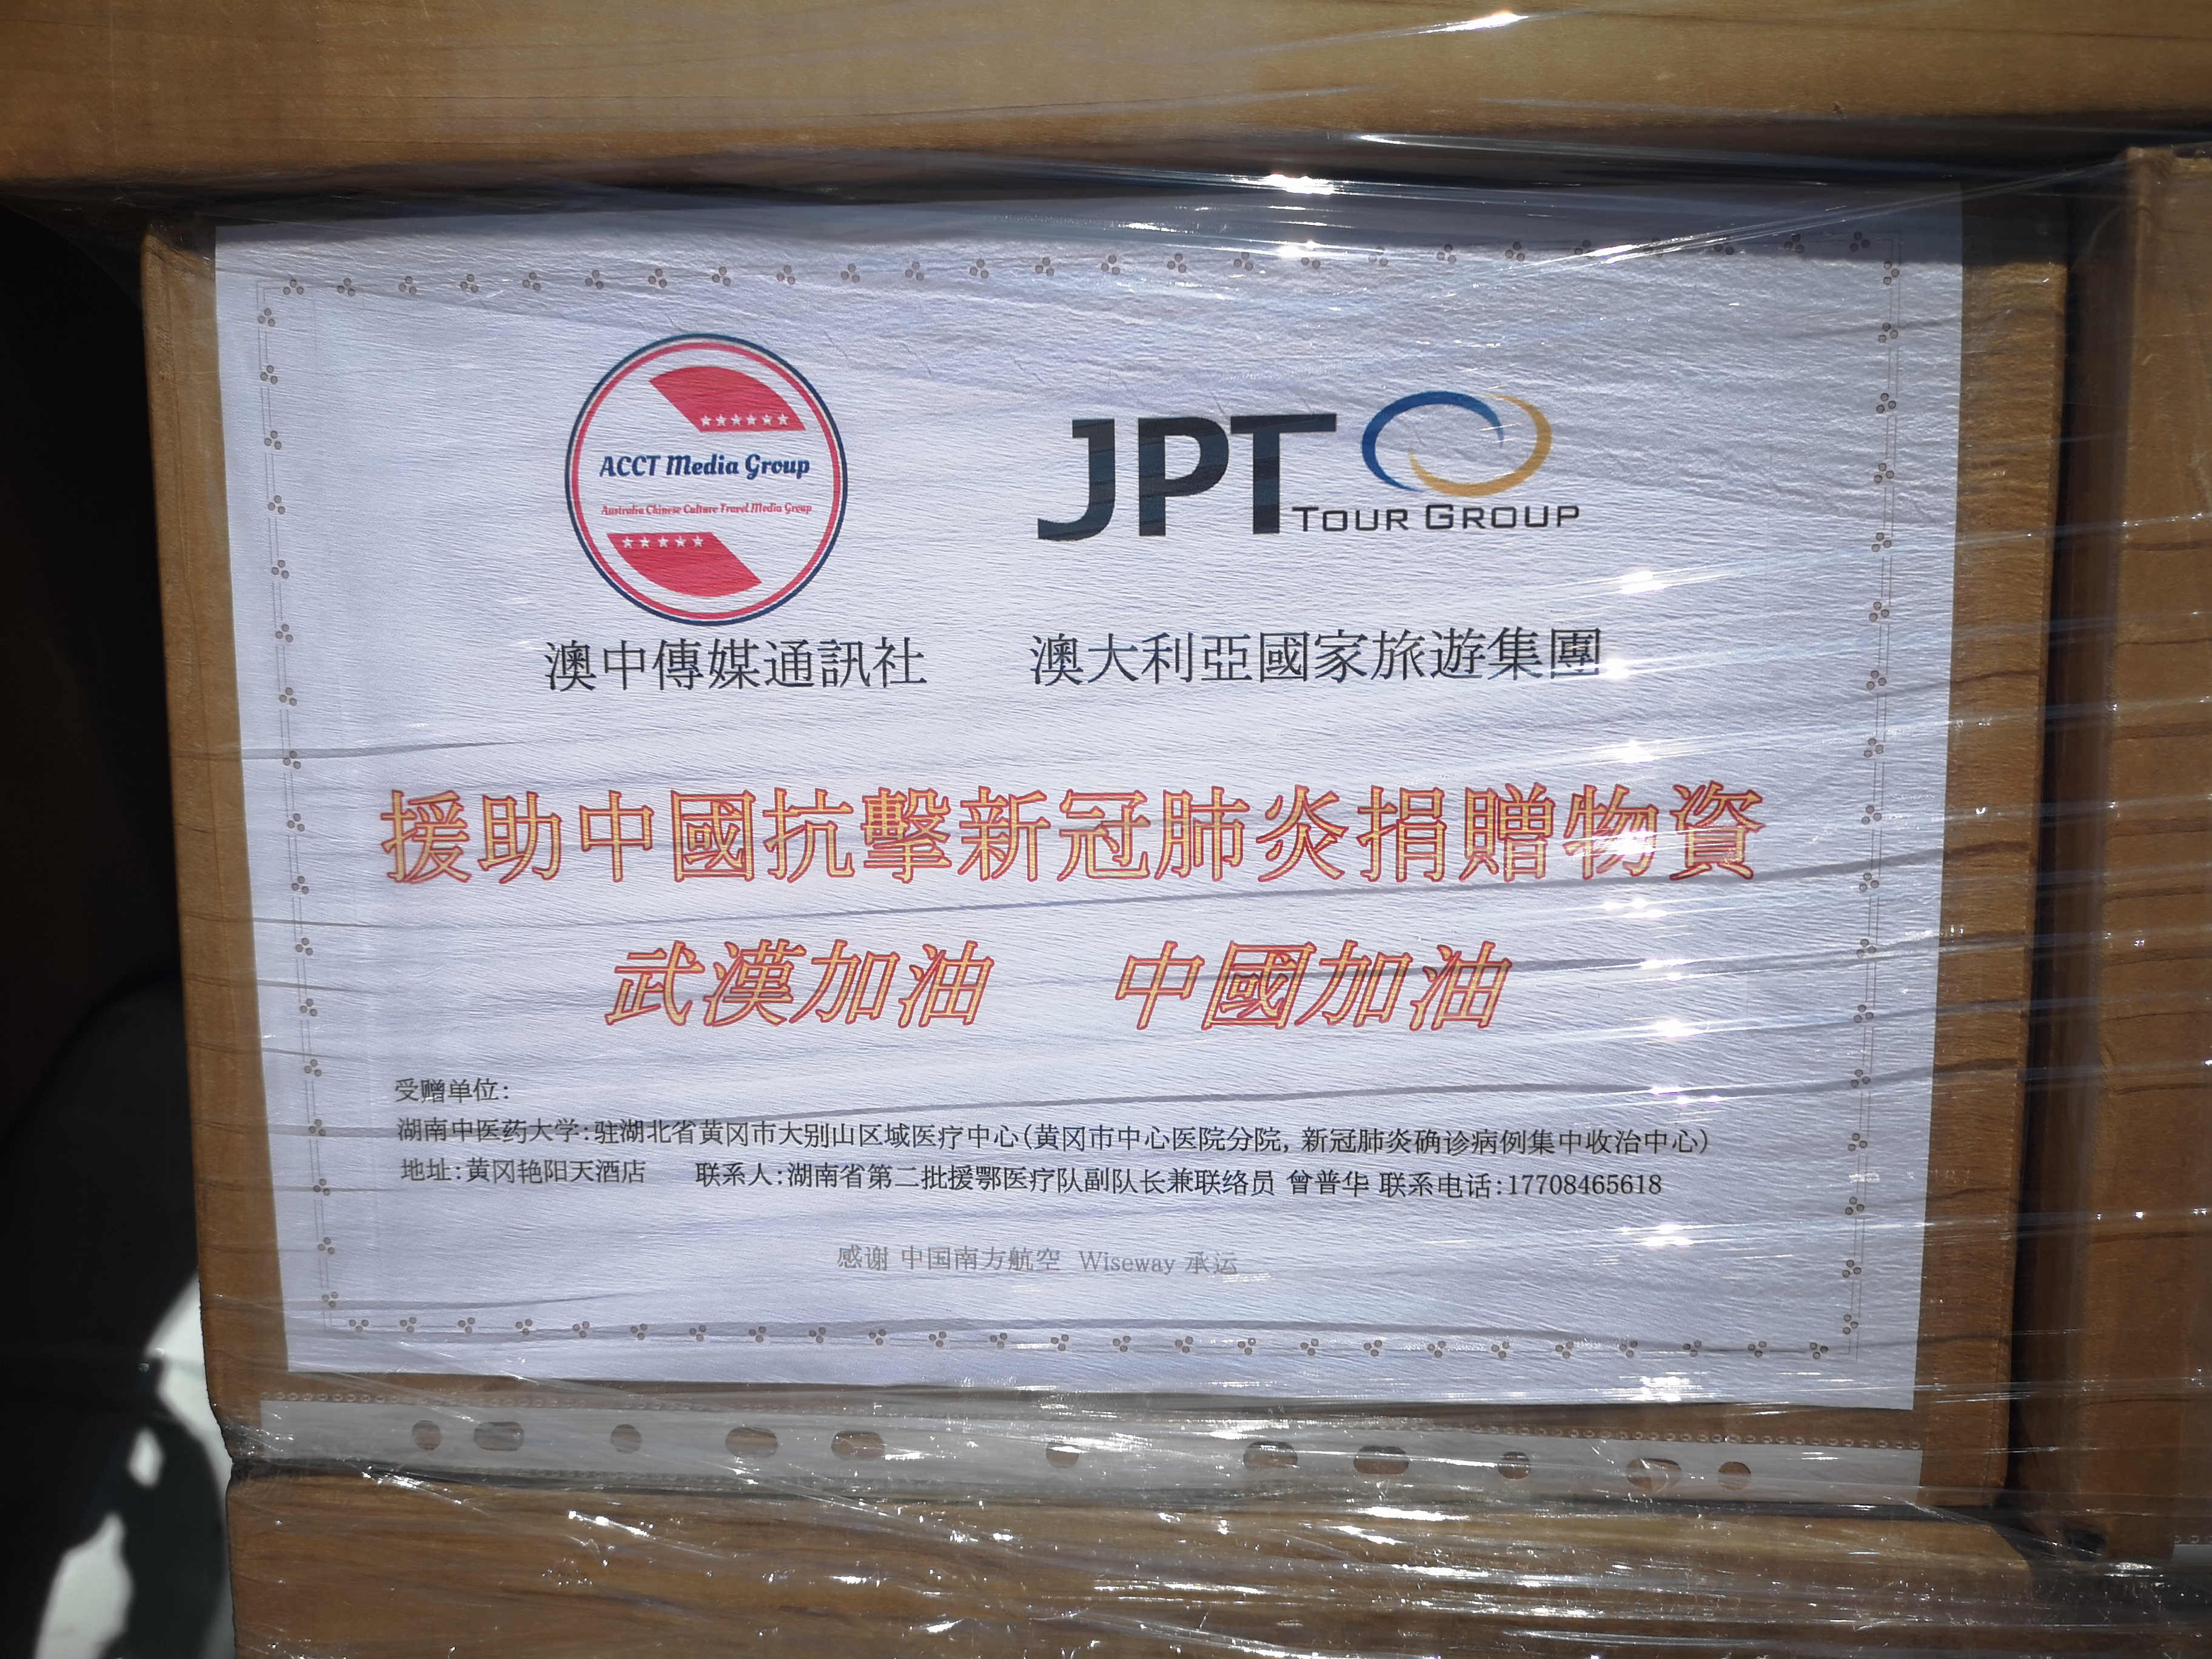 ACCT Media Group
Australia Chinese Culture Travel Media Group
JPT
TOUR GROUP
澳中傳媒通訊社 澳大利亞國家旅遊集團
援助中國抗擊新冠肺炎捐贈物資
武漢加油 中國加油
受赠单位:
湖南中医药大学:驻湖北省黄冈市大别山区域医疗中心(黄冈市中心医院分院,新冠肺炎确诊病例集中收治中心)
地址:黄冈艳阳天酒店 联系人:湖南省第二批援鄂医疗队副队长兼联络员 曾普华 联系电话:17708465618
感谢 中国南方航空 Wiseway 承运